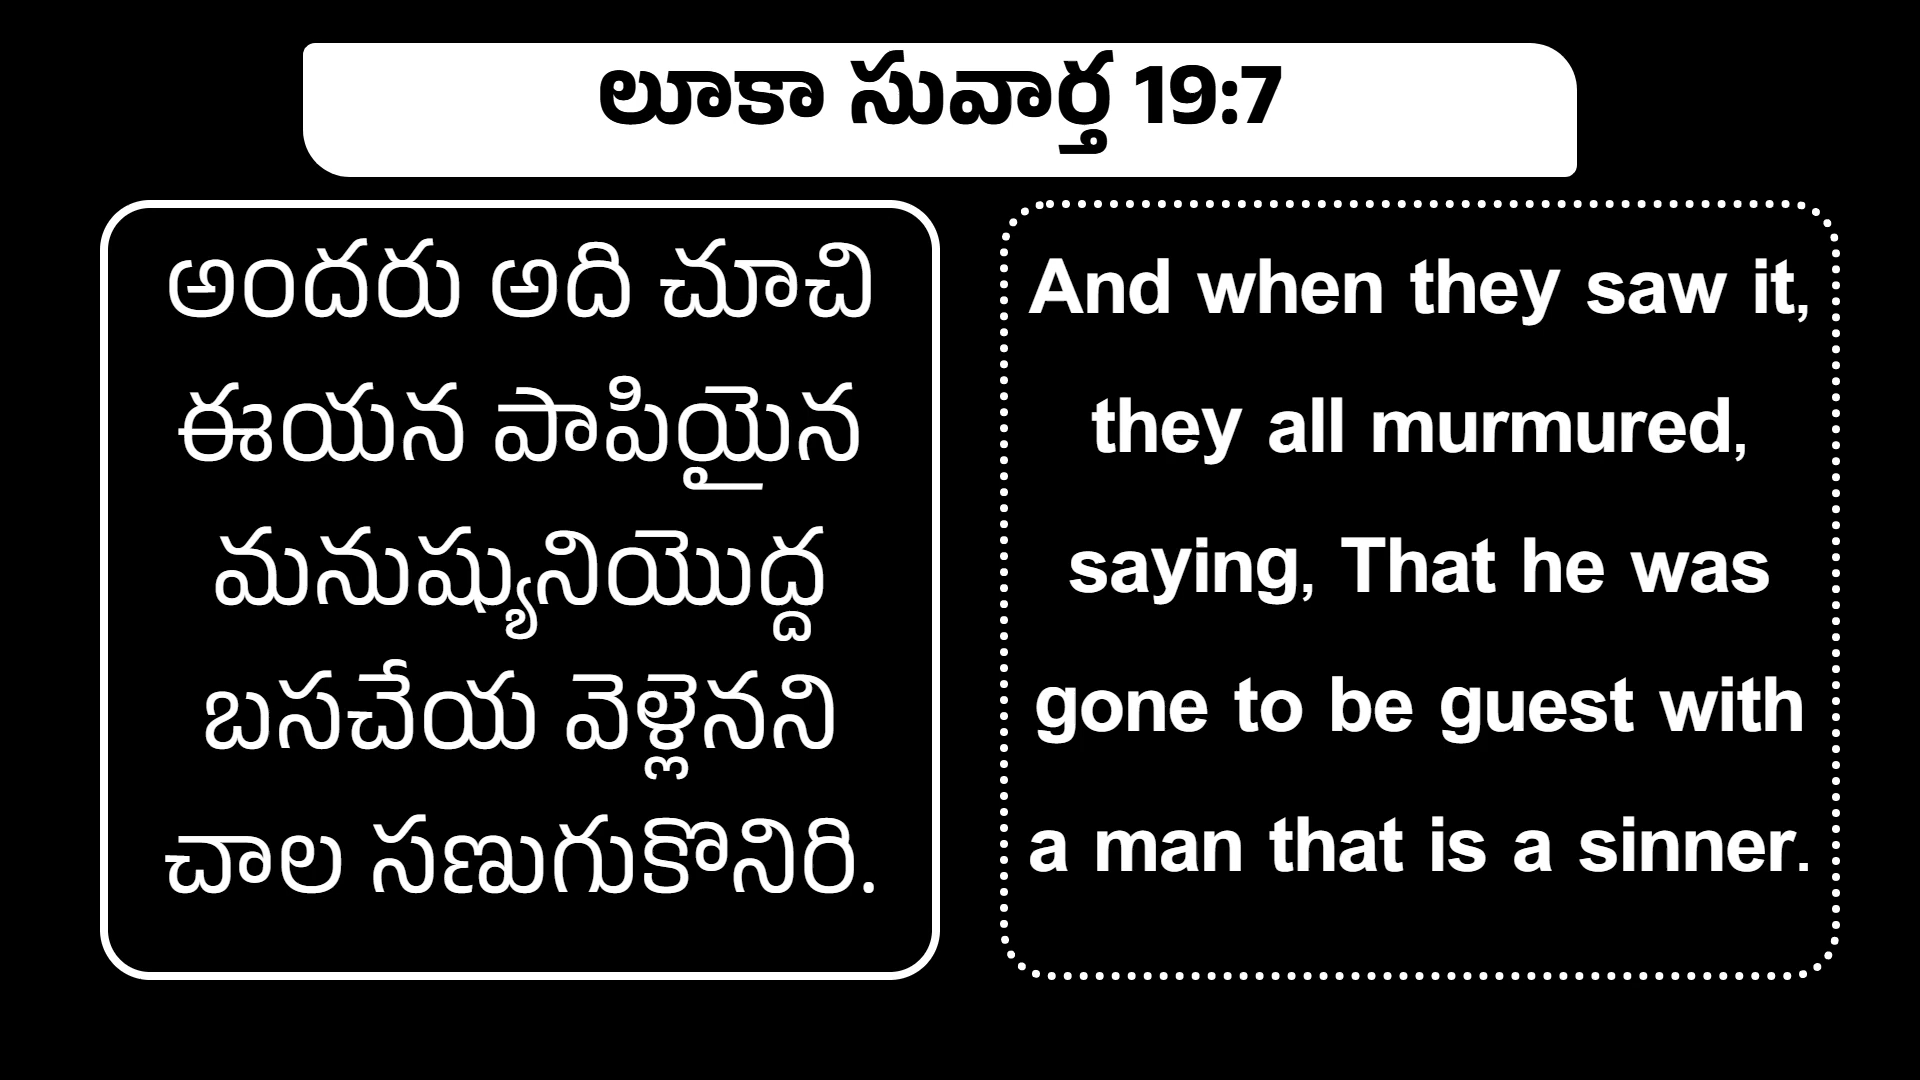 లూకా సువార్త 19:7
అందరు అది చూచి
ఈయన పాపియైన
మనుష్యునియొద్ద
బసచేయ వెళ్లెనని
చాల సణుగుకొనిరి.
And when they saw it,
they all murmured,
saying, That he was
gone to be guest with
a man that is a sinner.